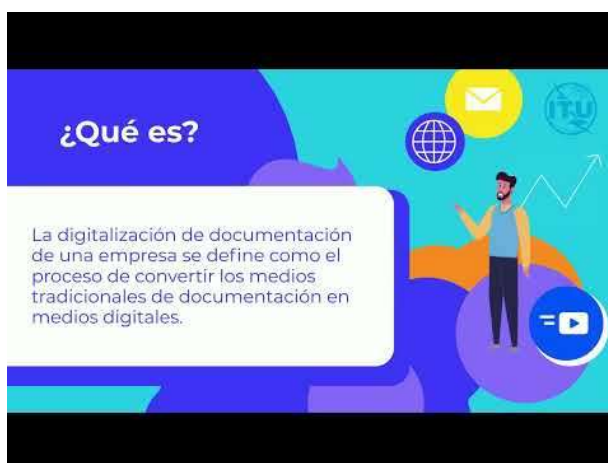 ¿Qué es?
ITU
La digitalización de documentación
de una empresa se define como el
proceso de convertir los medios
tradicionales de documentación en
medios digitales.